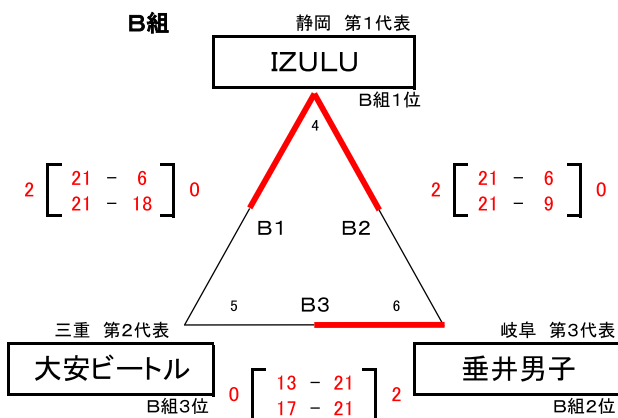 B組
静岡 第1代表
IZULU
B組1位
4
2 21 - 6 0
21 - 18
2 21 - 6 0
21 - 9
B1 B2
5 B3 6
三重 第2代表
大安ビートル
B組3位
0 13 - 21 2
17 - 21
岐阜 第3代表
垂井男子
B組2位